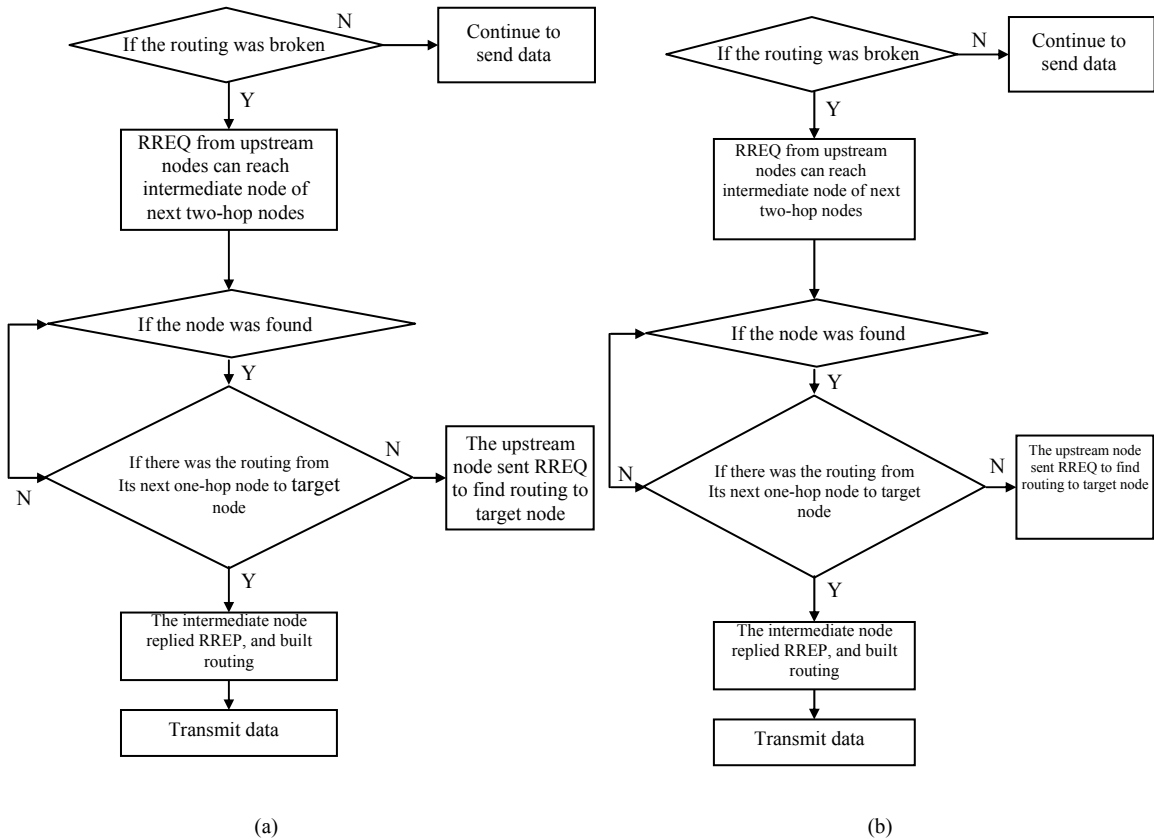 If the routing was broken
N
Continue to
send data
Y
RREQ from upstream
nodes can reach
intermediate node of
next two-hop nodes
If the node was found
Y
If there was the routing from
Its next one-hop node to target
node
N
N
The upstream
node sent RREQ
to find routing to
target node
Y
The intermediate node
replied RREP, and built
routing
Transmit data
(a)
If the routing was broken
N
Continue to
send data
Y
RREQ from upstream
nodes can reach
intermediate node of next
two-hop nodes
If the node was found
Y
If there was the routing from
Its next one-hop node to target
node
N
N
The upstream node
sent RREQ to find
routing to target node
Y
The intermediate node
replied RREP, and built
routing
Transmit data
(b)